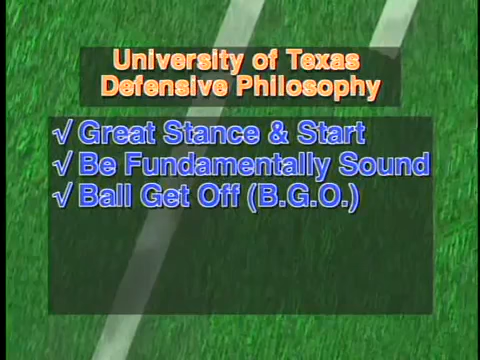 University of Texas
Defensive Philosophy
√ Great Stance & Start
√ Be Fundamentally Sound
√ Ball Get Off (B.G.O.)